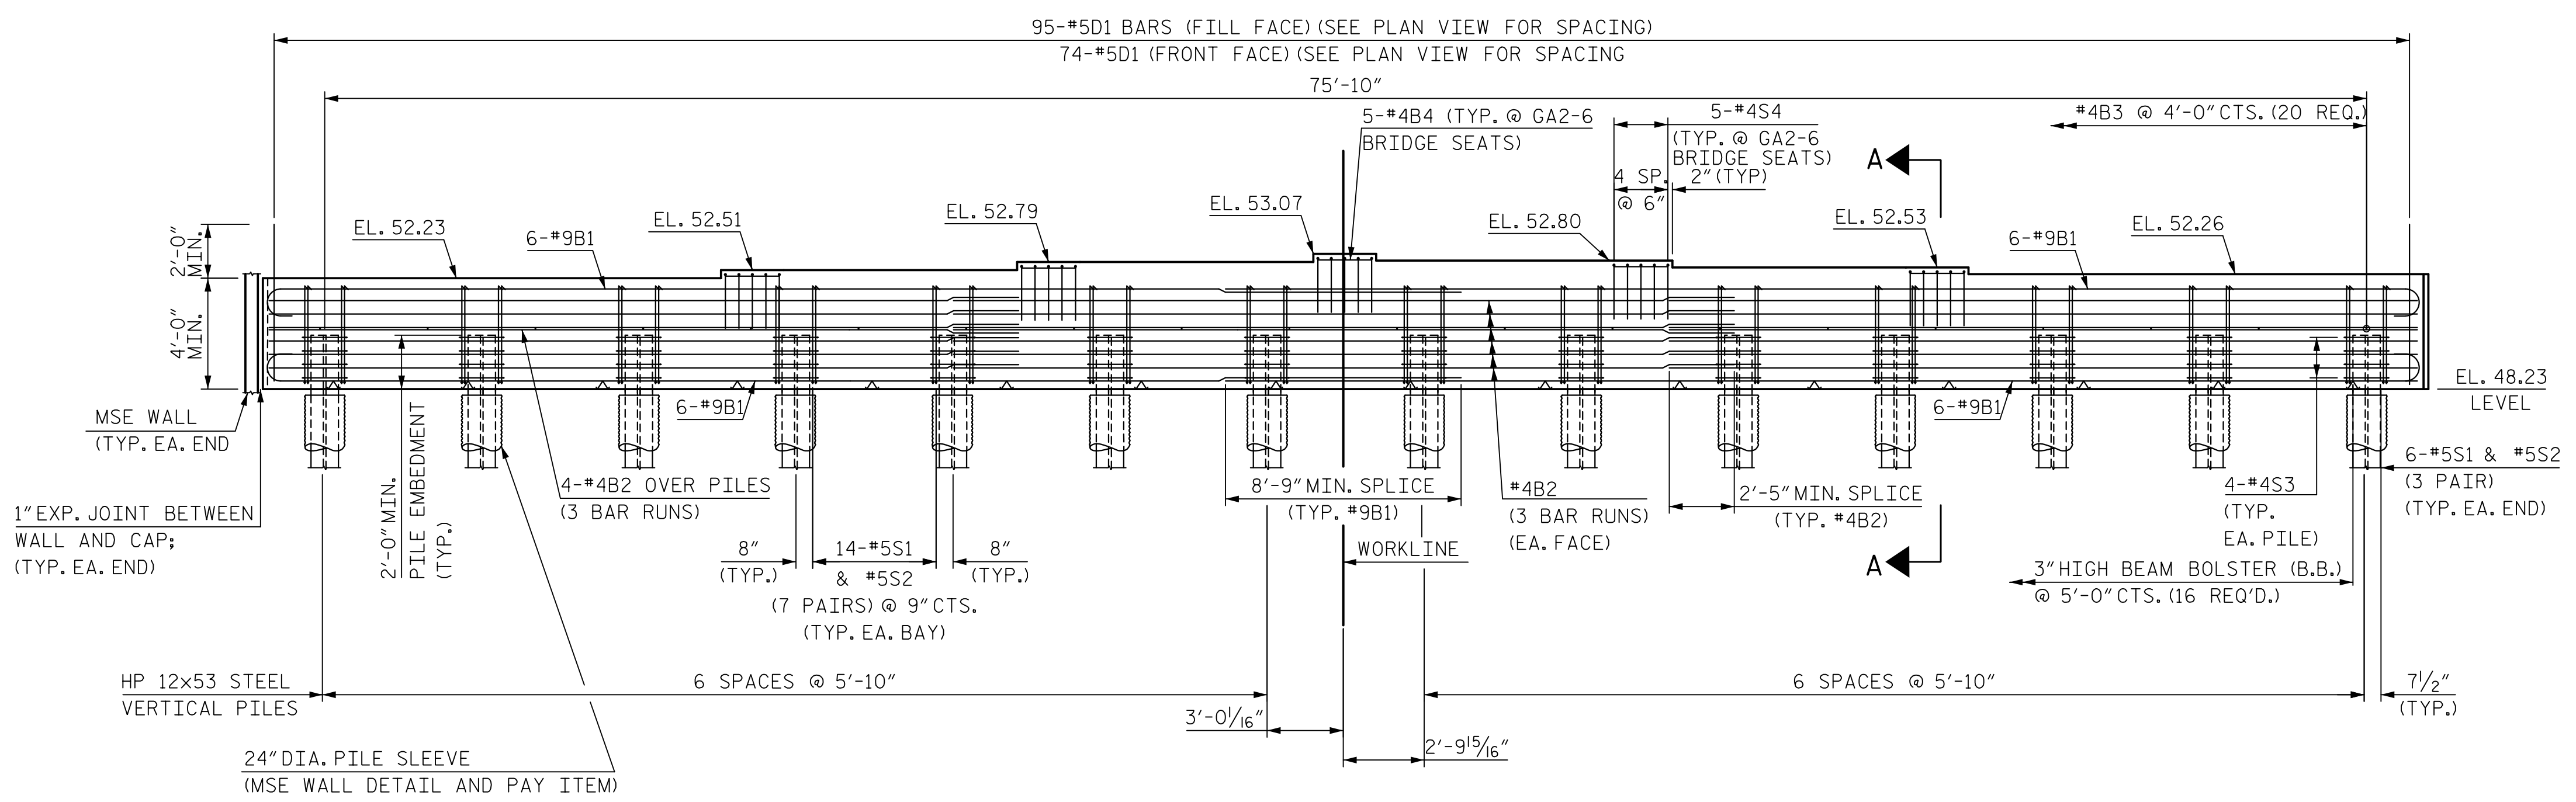 95-#5D1 BARS (FILL FACE)(SEE PLAN VIEW FOR SPACING)
74-#5D1 (FRONT FACE)(SEE PLAN VIEW FOR SPACING
75'-10"
5-#4B4 (TYP. @ GA2-6
BRIDGE SEATS)
5-#4S4
(TYP. @ GA2-6
BRIDGE SEATS)
#4B3 @ 4'-0" CTS. (20 REQ.)
4 SP.
@ 6"
2" (TYP)
A
2'-0"
MIN.
4'-0"
MIN.
EL. 52.23
6-#9B1
EL. 52.51
EL. 52.79
EL. 53.07
EL. 52.80
EL. 52.53
6-#9B1
EL. 52.26
EL. 48.23
LEVEL
MSE WALL
(TYP. EA. END
6-#9B1
6-#9B1
1" EXP. JOINT BETWEEN
WALL AND CAP;
(TYP. EA. END)
2'-0" MIN.
PILE EMBEDMENT
(TYP.)
4-#4B2 OVER PILES
(3 BAR RUNS)
8'-9" MIN. SPLICE
(TYP. #9B1)
#4B2
(3 BAR RUNS)
(EA. FACE)
2'-5" MIN. SPLICE
(TYP. #4B2)
4-#4S3
(TYP.
EA. PILE)
6-#5S1 & #5S2
(3 PAIR)
(TYP. EA. END)
8"
(TYP.)
14-#5S1
& #5S2
(7 PAIRS) @ 9" CTS.
(TYP. EA. BAY)
8"
(TYP.)
WORKLINE
A
3" HIGH BEAM BOLSTER (B.B.)
@ 5'-0" CTS. (16 REQ'D.)
HP 12x53 STEEL
VERTICAL PILES
6 SPACES @ 5'-10"
6 SPACES @ 5'-10"
7 1/2"
(TYP.)
3'-0 1/16"
2'-9 15/16"
24" DIA. PILE SLEEVE
(MSE WALL DETAIL AND PAY ITEM)